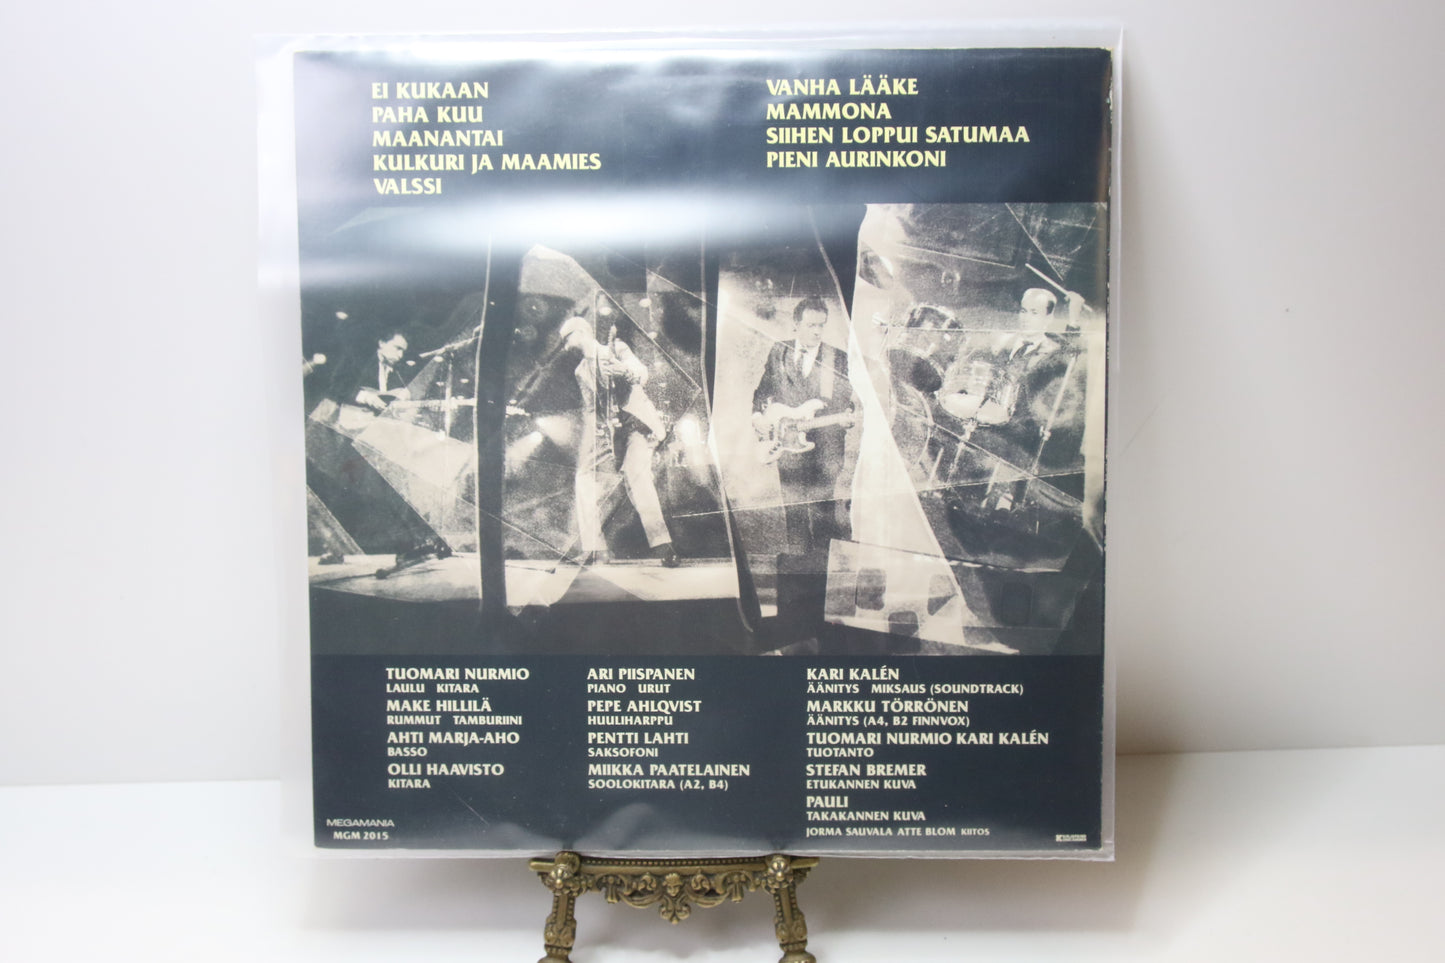 EI KUKAAN
PAHA KUU
MAANANTAI
KULKURI JA MAAMIES
VALSSI
VANHA LÄÄKE
MAMMONA
SIIHEN LOPPUI SATUMAA
PIENI AURINKONI
TUOMARI NURMIO
LAULU KITARA
MAKE HILLILÄ
RUMMUT TAMBURIINI
AHTI MARJA-AHO
BASSO
OLLI HAAVISTO
KITARA
ARI PIISPANEN
PIANO URUT
PEPE AHLQVIST
HUULIHARPPU
PENTTI LAHTI
SAKSOFONI
MIIKKA PAATELAINEN
SOOLOKITARA (A2, B4)
KARI KALÉN
ÄÄNITYS MIKSAUS (SOUNDTRACK)
MARKKU TÖRRÖNEN
ÄÄNITYS (A4, B2 FINNVOX)
TUOMARI NURMIO KARI KALÉN
TUOTANTO
STEFAN BREMER
ETUKANNEN KUVA
PAULI
TAKAKANNEN KUVA
JORMA SAUVALA ATTE BLOM KIITOS
MEGAMANIA
MGM 2015